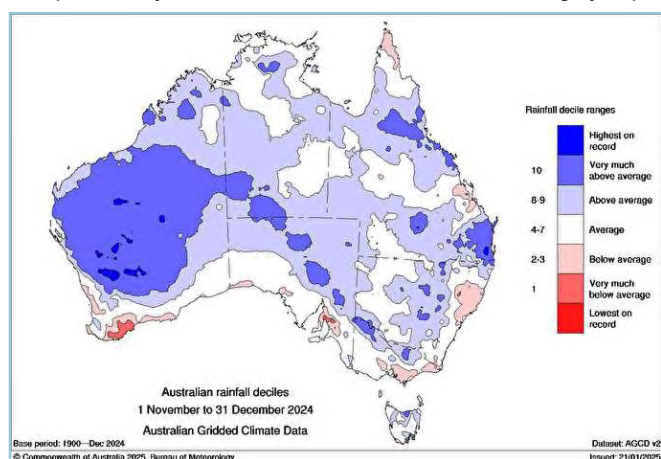 Rainfall decile ranges
Highest on
record
10
Very much
above average
8-9
Above average
4-7
Average
2-3
Below average
1
Very much
below average
Lowest on
record
Australian rainfall deciles
1 November to 31 December 2024
Australian Gridded Climate Data
Base period: 1900—Dec 2024
Dataset: AGCD v2
© Commonwealth of Australia 2025, Bureau of Meteorology
Issued: 21/01/2025